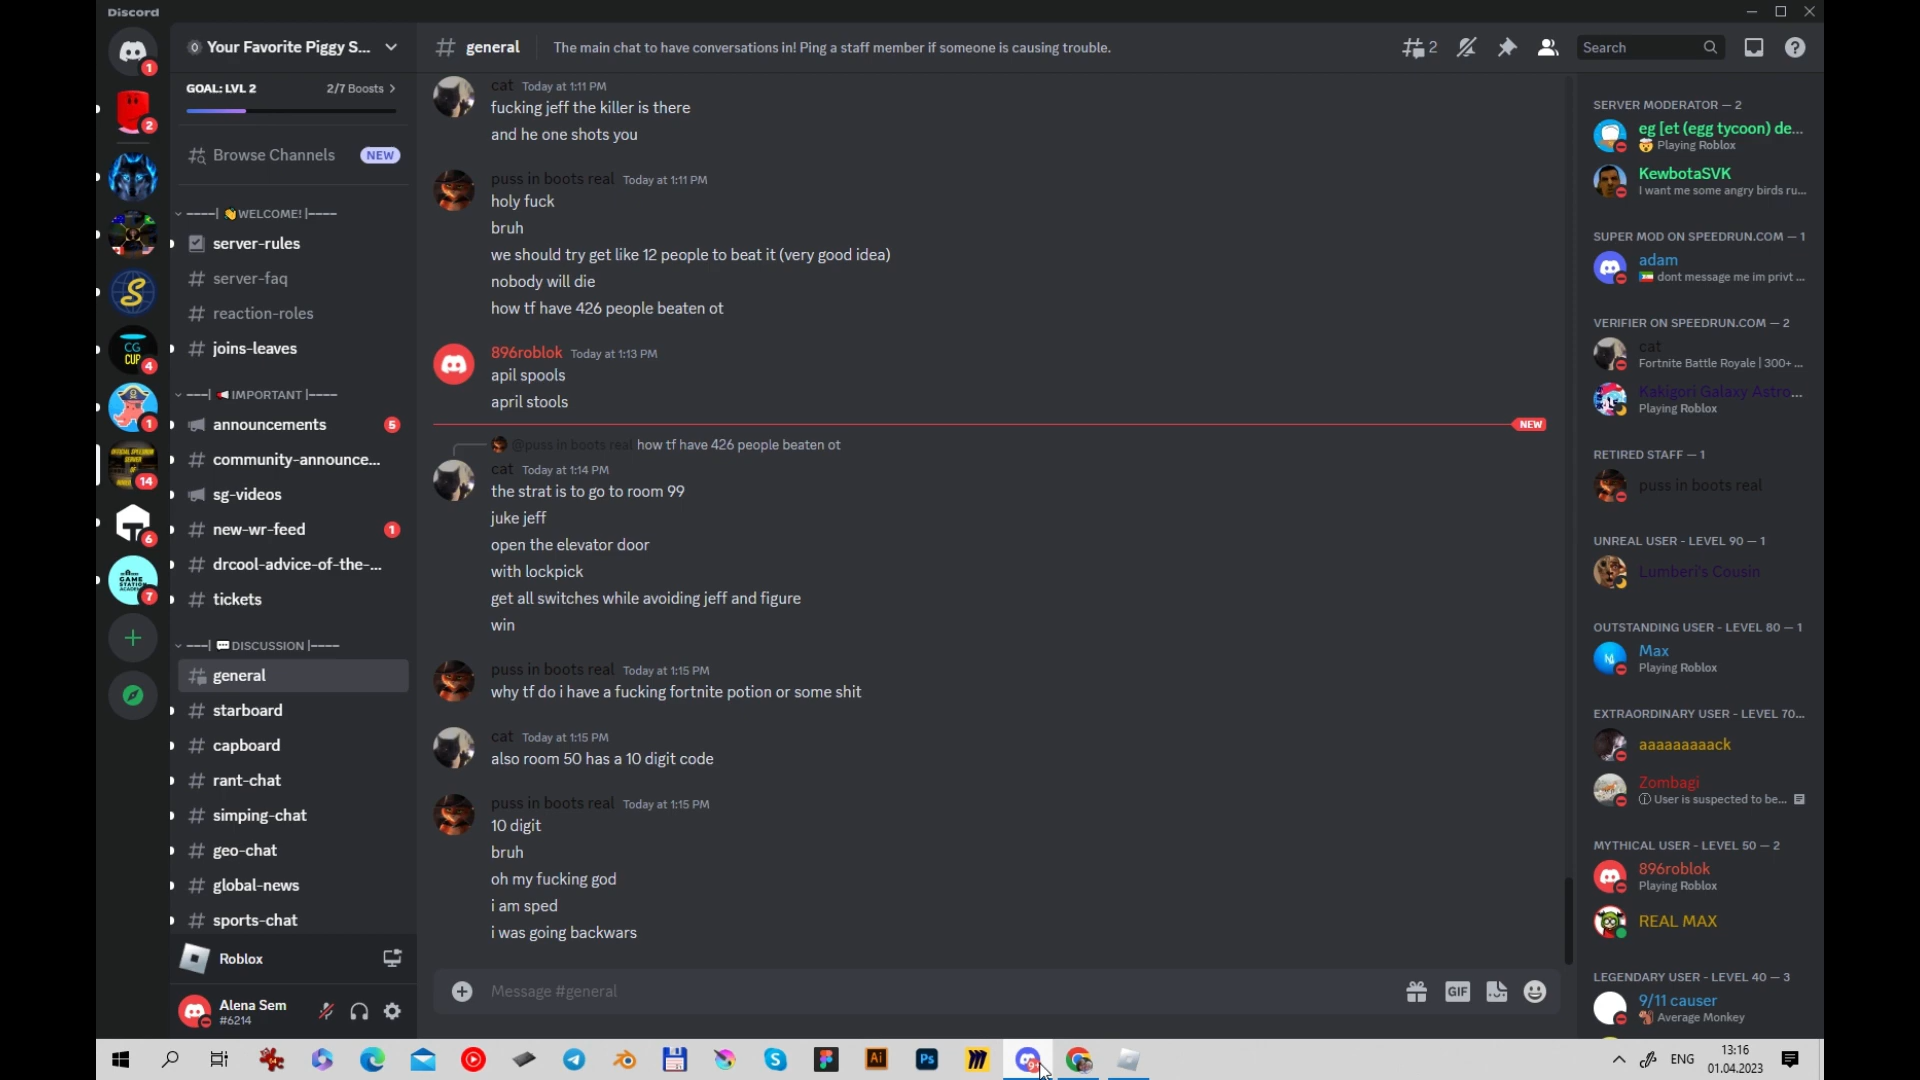 Discord
Your Favorite Piggy S...
GOAL: LVL 2
2/7 Boosts >
Browse Channels
NEW
----| 👋WELCOME! |----
server-rules
server-faq
reaction-roles
joins-leaves
---| 📢IMPORTANT |----
announcements
5
community-announce...
sg-videos
new-wr-feed
1
drcool-advice-of-the-...
tickets
---| 💬DISCUSSION |----
general
starboard
capboard
rant-chat
simping-chat
geo-chat
global-news
sports-chat
Roblox
Alena Sem
#6214
1
2
CG
CUP
4
1
14
6
GAME
STATION
7
general
The main chat to have conversations in! Ping a staff member if someone is causing trouble.
2
Search
cat Today at 1:11 PM
fucking jeff the killer is there
and he one shots you
puss in boots real Today at 1:11 PM
holy fuck
bruh
we should try get like 12 people to beat it (very good idea)
nobody will die
how tf have 426 people beaten ot
896roblok Today at 1:13 PM
apil spools
april stools
NEW
@puss in boots real how tf have 426 people beaten ot
cat Today at 1:14 PM
the strat is to go to room 99
juke jeff
open the elevator door
with lockpick
get all switches while avoiding jeff and figure
win
puss in boots real Today at 1:15 PM
why tf do i have a fucking fortnite potion or some shit
cat Today at 1:15 PM
also room 50 has a 10 digit code
puss in boots real Today at 1:15 PM
10 digit
bruh
oh my fucking god
i am sped
i was going backwars
Message #general
GIF
SERVER MODERATOR — 2
eg [et (egg tycoon) de...
🤯 Playing Roblox
KewbotaSVK
I want me some angry birds ru...
SUPER MOD ON SPEEDRUN.COM — 1
adam
dont message me im privt ...
VERIFIER ON SPEEDRUN.COM — 2
cat
Fortnite Battle Royale | 300+ ...
Kakigori Galaxy Astro...
Playing Roblox
RETIRED STAFF — 1
puss in boots real
UNREAL USER - LEVEL 90 — 1
Lumberi's Cousin
OUTSTANDING USER - LEVEL 80 — 1
Max
Playing Roblox
EXTRAORDINARY USER - LEVEL 70...
aaaaaaaaack
Zombagi
User is suspected to be...
MYTHICAL USER - LEVEL 50 — 2
896roblok
Playing Roblox
REAL MAX
LEGENDARY USER - LEVEL 40 — 3
9/11 causer
Average Monkey
Ai
Ps
ENG
13:16
01.04.2023